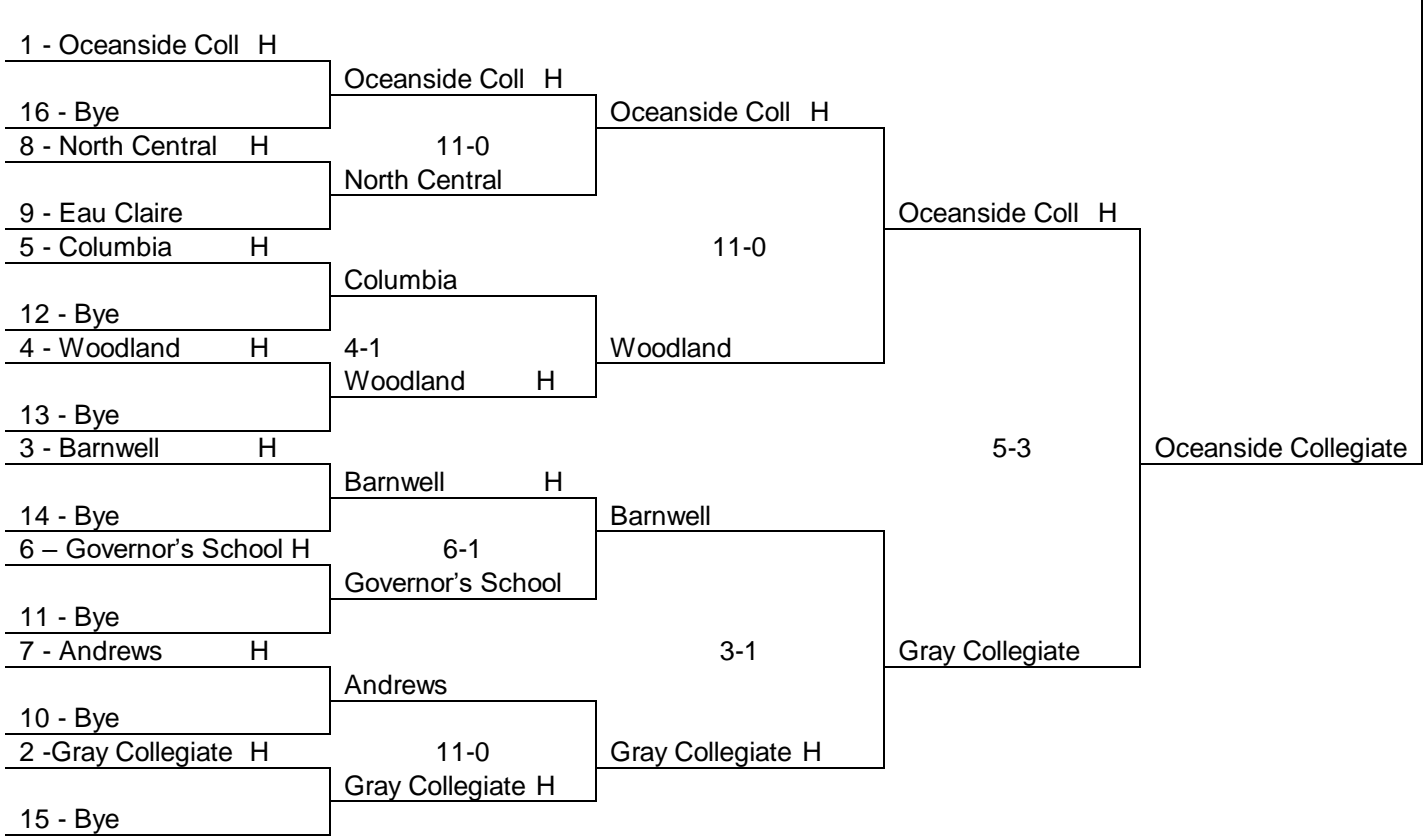 1 - Oceanside Coll H
Oceanside Coll H
16 - Bye
Oceanside Coll H
8 - North Central H
11-0
North Central
9 - Eau Claire
Oceanside Coll H
5 - Columbia H
11-0
Columbia
12 - Bye
4 - Woodland H
4-1
Woodland
Woodland H
13 - Bye
3 - Barnwell H
5-3
Oceanside Collegiate
Barnwell H
14 - Bye
Barnwell
6 – Governor’s School H
6-1
Governor’s School
11 - Bye
7 - Andrews H
3-1
Gray Collegiate
Andrews
10 - Bye
2 -Gray Collegiate H
11-0
Gray Collegiate H
Gray Collegiate H
15 - Bye